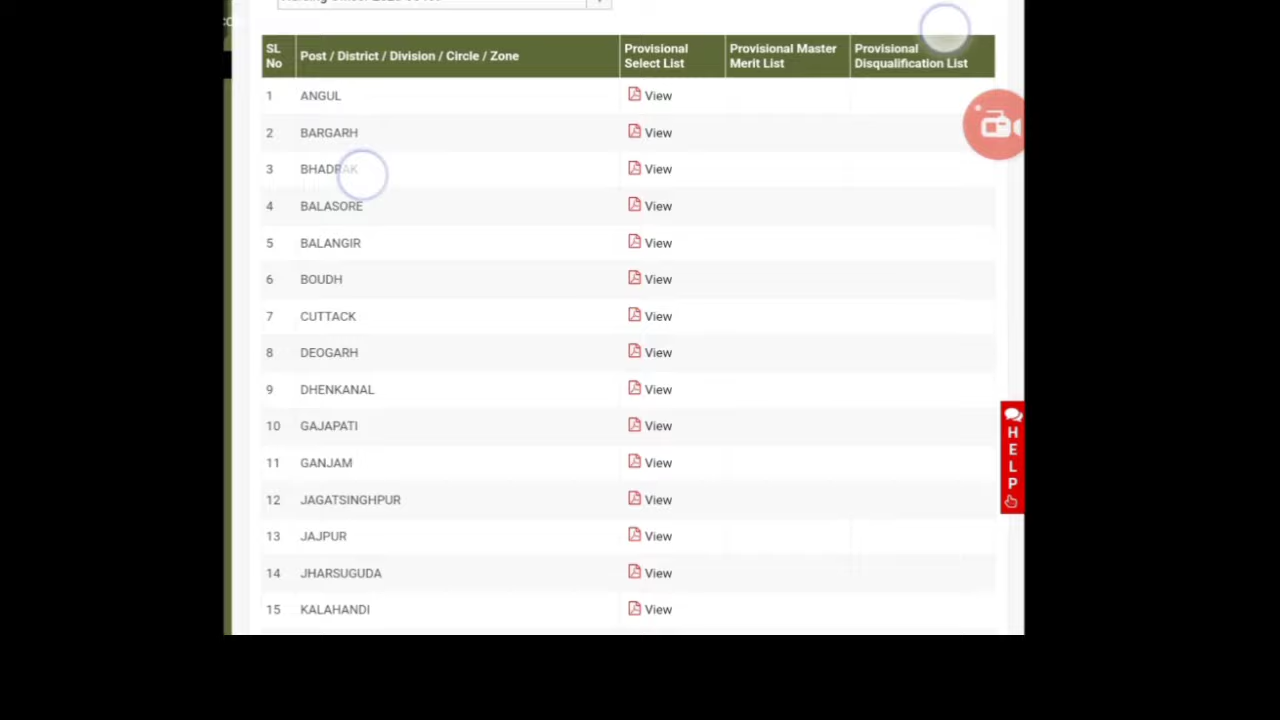 SL No
Post / District / Division / Circle / Zone
Provisional Select List
Provisional Master Merit List
Provisional Disqualification List
1 ANGUL View
2 BARGARH View
3 BHADRAK View
4 BALASORE View
5 BALANGIR View
6 BOUDH View
7 CUTTACK View
8 DEOGARH View
9 DHENKANAL View
10 GAJAPATI View
11 GANJAM View
12 JAGATSINGHPUR View
13 JAJPUR View
14 JHARSUGUDA View
15 KALAHANDI View
HELP